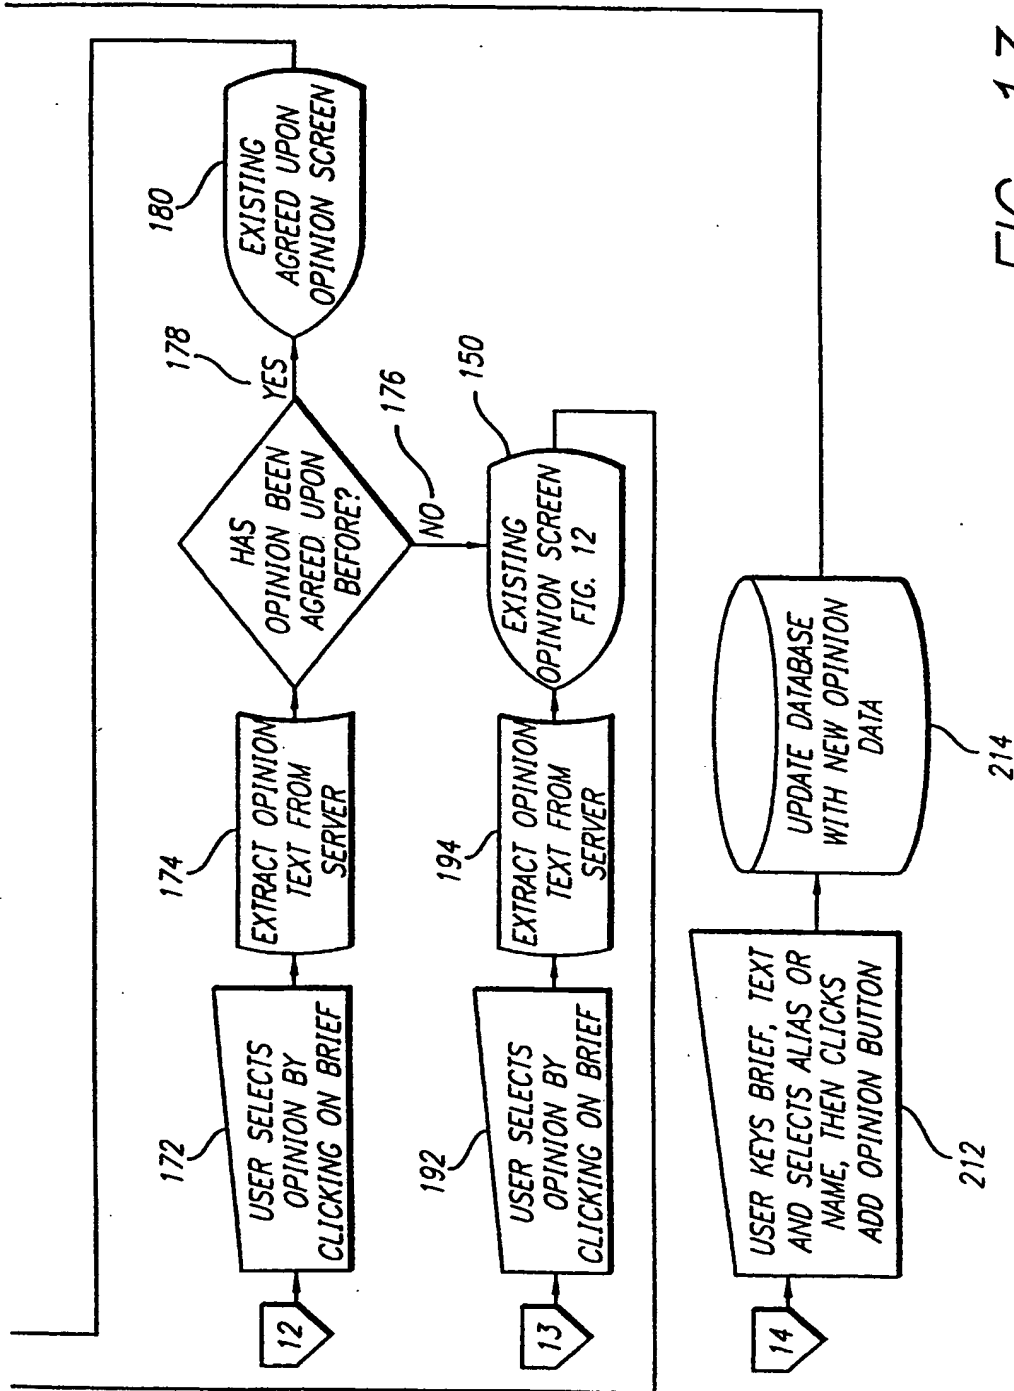 12
172
USER SELECTS
OPINION BY
CLICKING ON BRIEF
174
EXTRACT OPINION
TEXT FROM
SERVER
HAS
OPINION BEEN
AGREED UPON
BEFORE?
178
YES
180
EXISTING
AGREED UPON
OPINION SCREEN
NO
176
13
192
USER SELECTS
OPINION BY
CLICKING ON BRIEF
194
EXTRACT OPINION
TEXT FROM
SERVER
150
EXISTING
OPINION SCREEN
FIG. 12
14
USER KEYS BRIEF, TEXT
AND SELECTS ALIAS OR
NAME, THEN CLICKS
ADD OPINION BUTTON
212
UPDATE DATABASE
WITH NEW OPINION
DATA
214